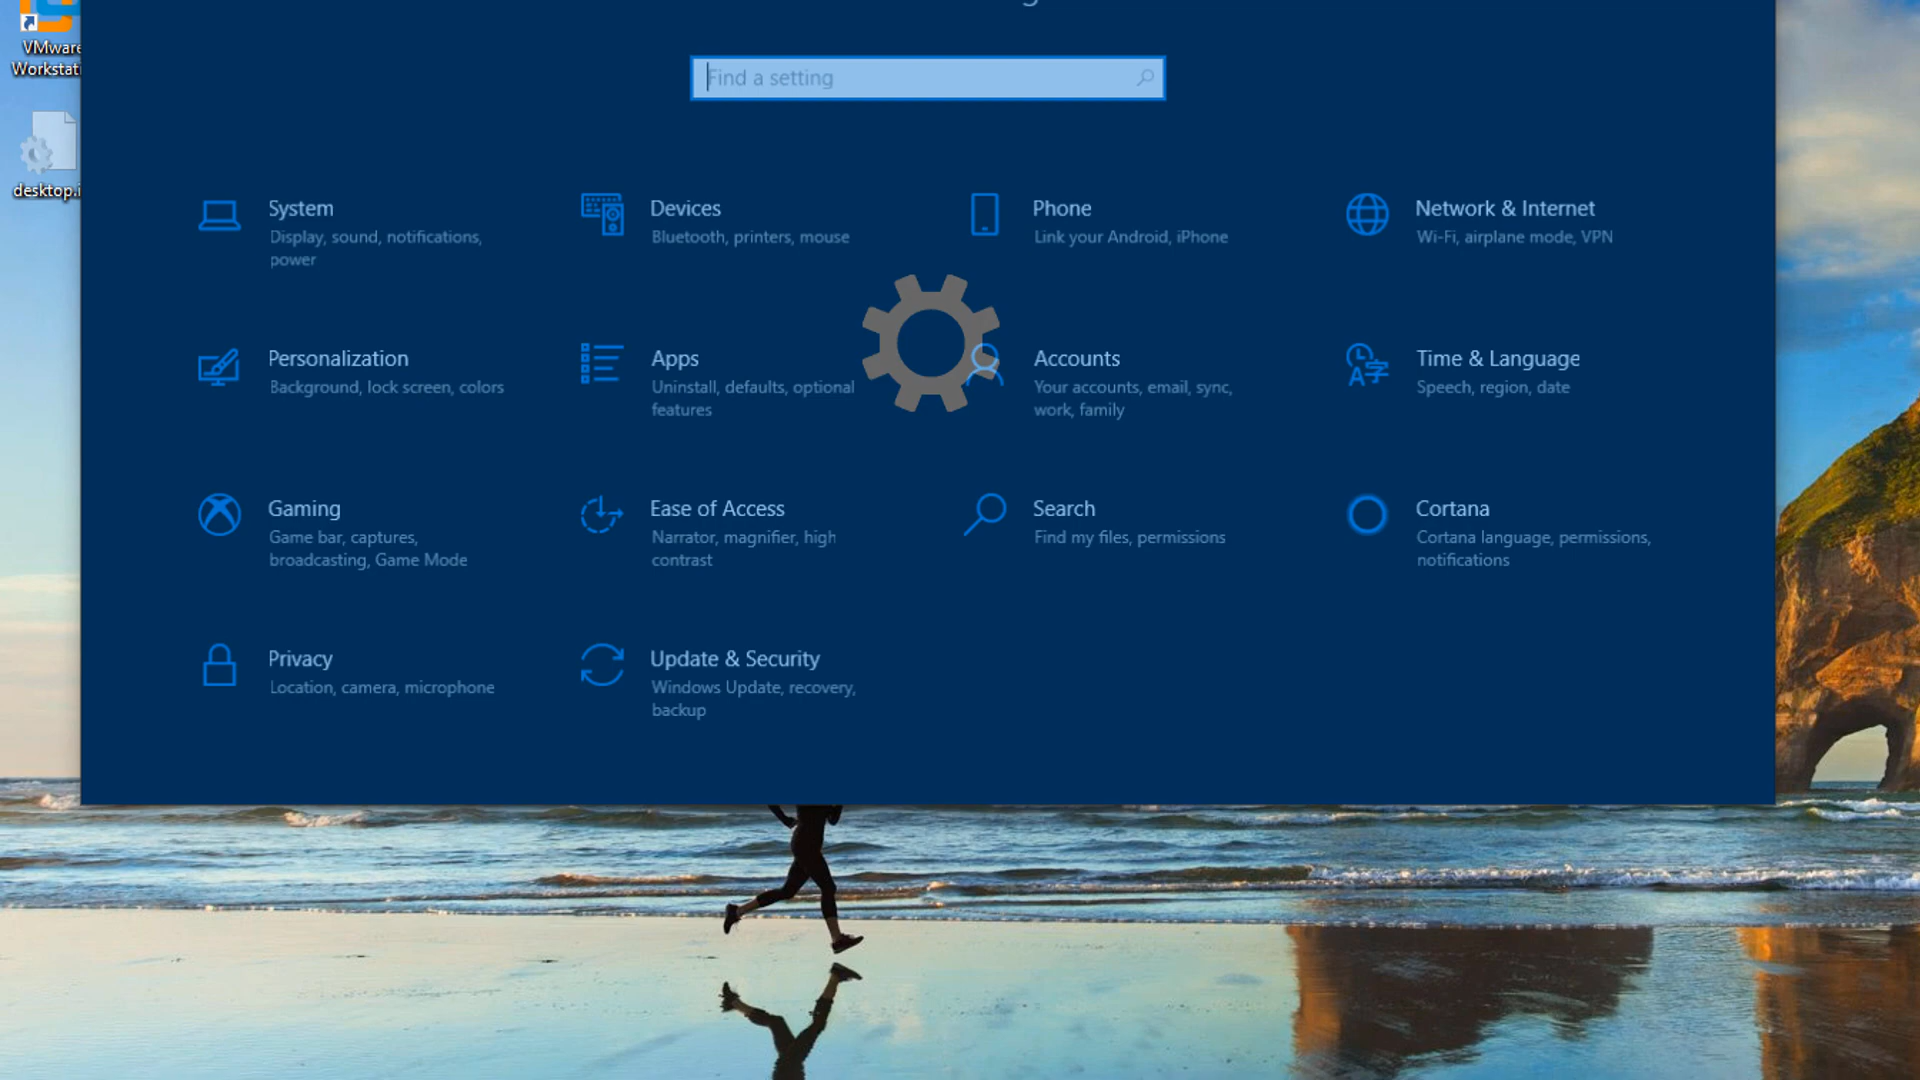 VMware
Workstati
desktop.i
Find a setting
System
Display, sound, notifications,
power
Devices
Bluetooth, printers, mouse
Phone
Link your Android, iPhone
Network & Internet
Wi-Fi, airplane mode, VPN
Personalization
Background, lock screen, colors
Apps
Uninstall, defaults, optional
features
Accounts
Your accounts, email, sync,
work, family
Time & Language
Speech, region, date
Gaming
Game bar, captures,
broadcasting, Game Mode
Ease of Access
Narrator, magnifier, high
contrast
Search
Find my files, permissions
Cortana
Cortana language, permissions,
notifications
Privacy
Location, camera, microphone
Update & Security
Windows Update, recovery,
backup